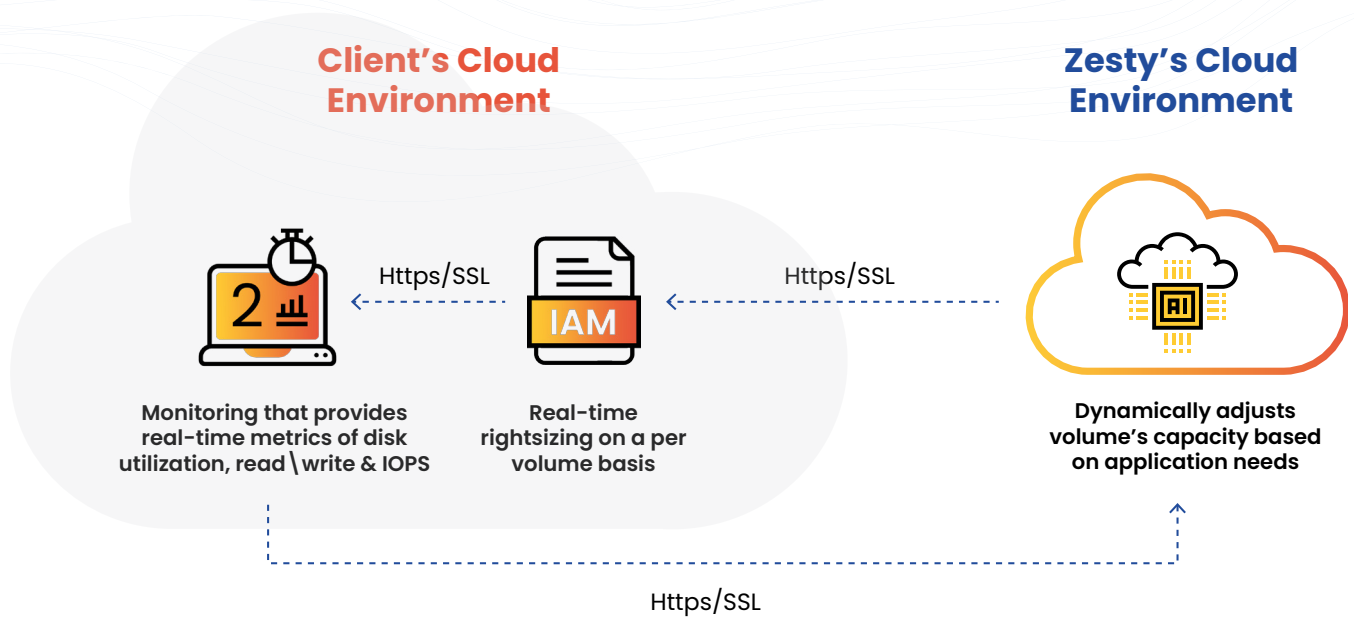 Client’s Cloud
Environment
Zesty’s Cloud
Environment
Http​s/SSL
Https/SSL
2
IAM
AI
Monitoring that provides
real-time metrics of disk
utilization, read\write & IOPS
Real-time
rightsizing on a per
volume basis
Dynamically adjusts
volume’s capacity based
on application needs
Https/SSL